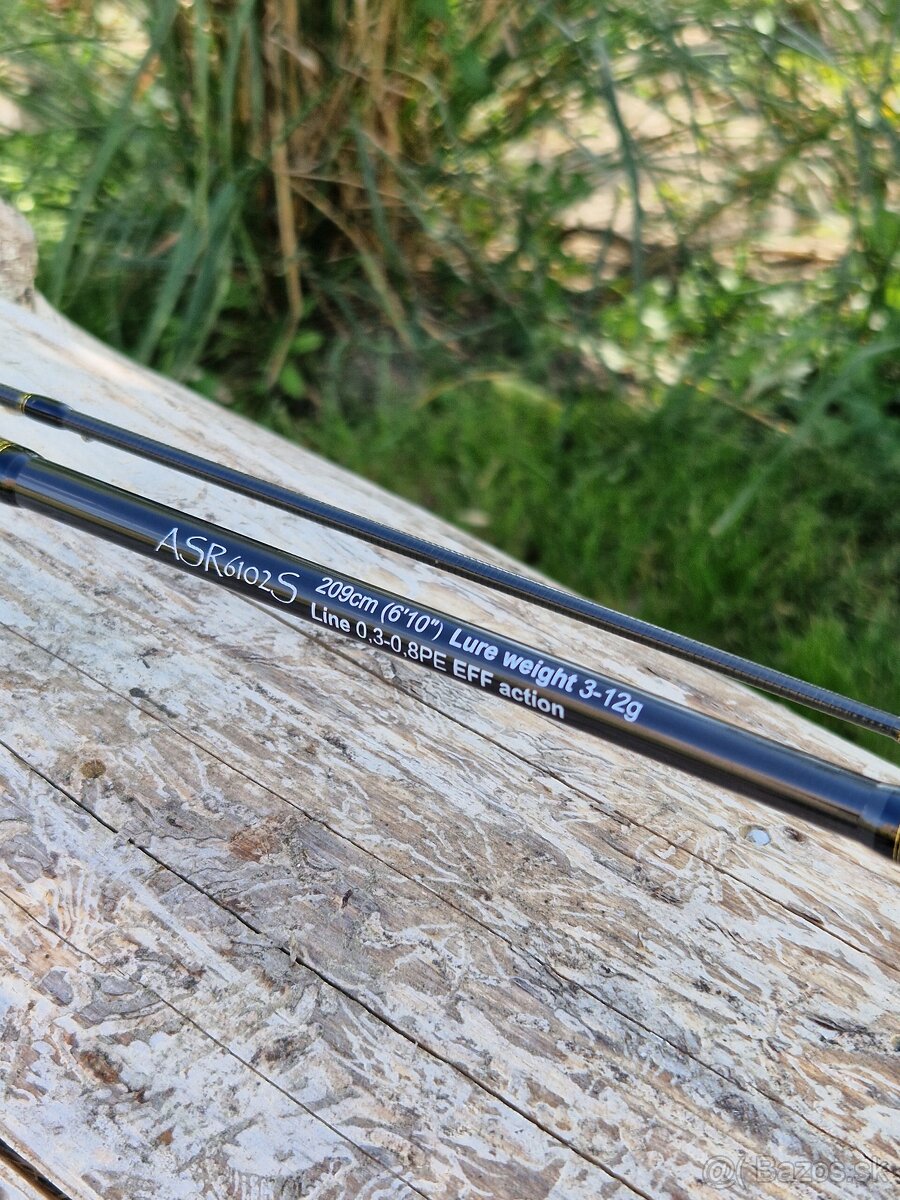 ASR6102S 209cm (6'10") Lure weight 3-12g
Line 0,3-0,8PE EFF action
Bazos.sk